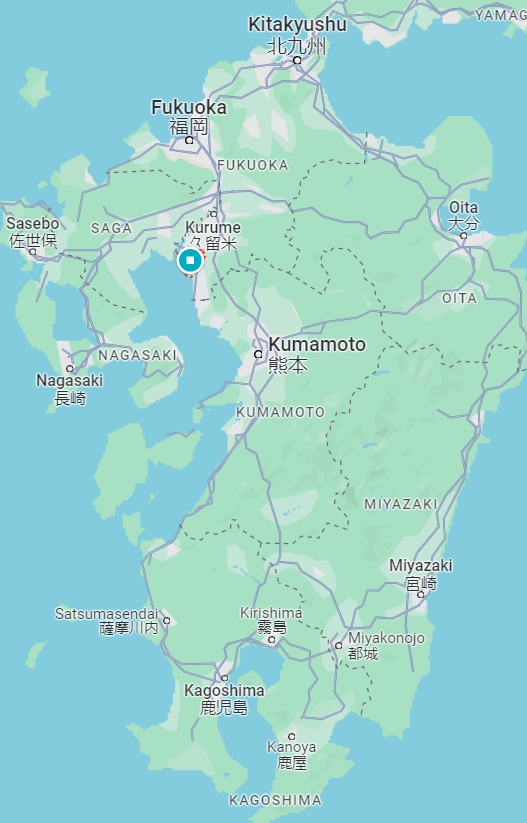 Kitakyushu
北九州
YAMAG
Fukuoka
福岡
FUKUOKA
Sasebo
佐世保
SAGA
Kurume
久留米
Oita
大分
OITA
Kumamoto
熊本
NAGASAKI
Nagasaki
長崎
KUMAMOTO
MIYAZAKI
Miyazaki
宮崎
Satsumasendai
薩摩川内
Kirishima
霧島
Miyakonojo
都城
Kagoshima
鹿児島
Kanoya
鹿屋
KAGOSHIMA